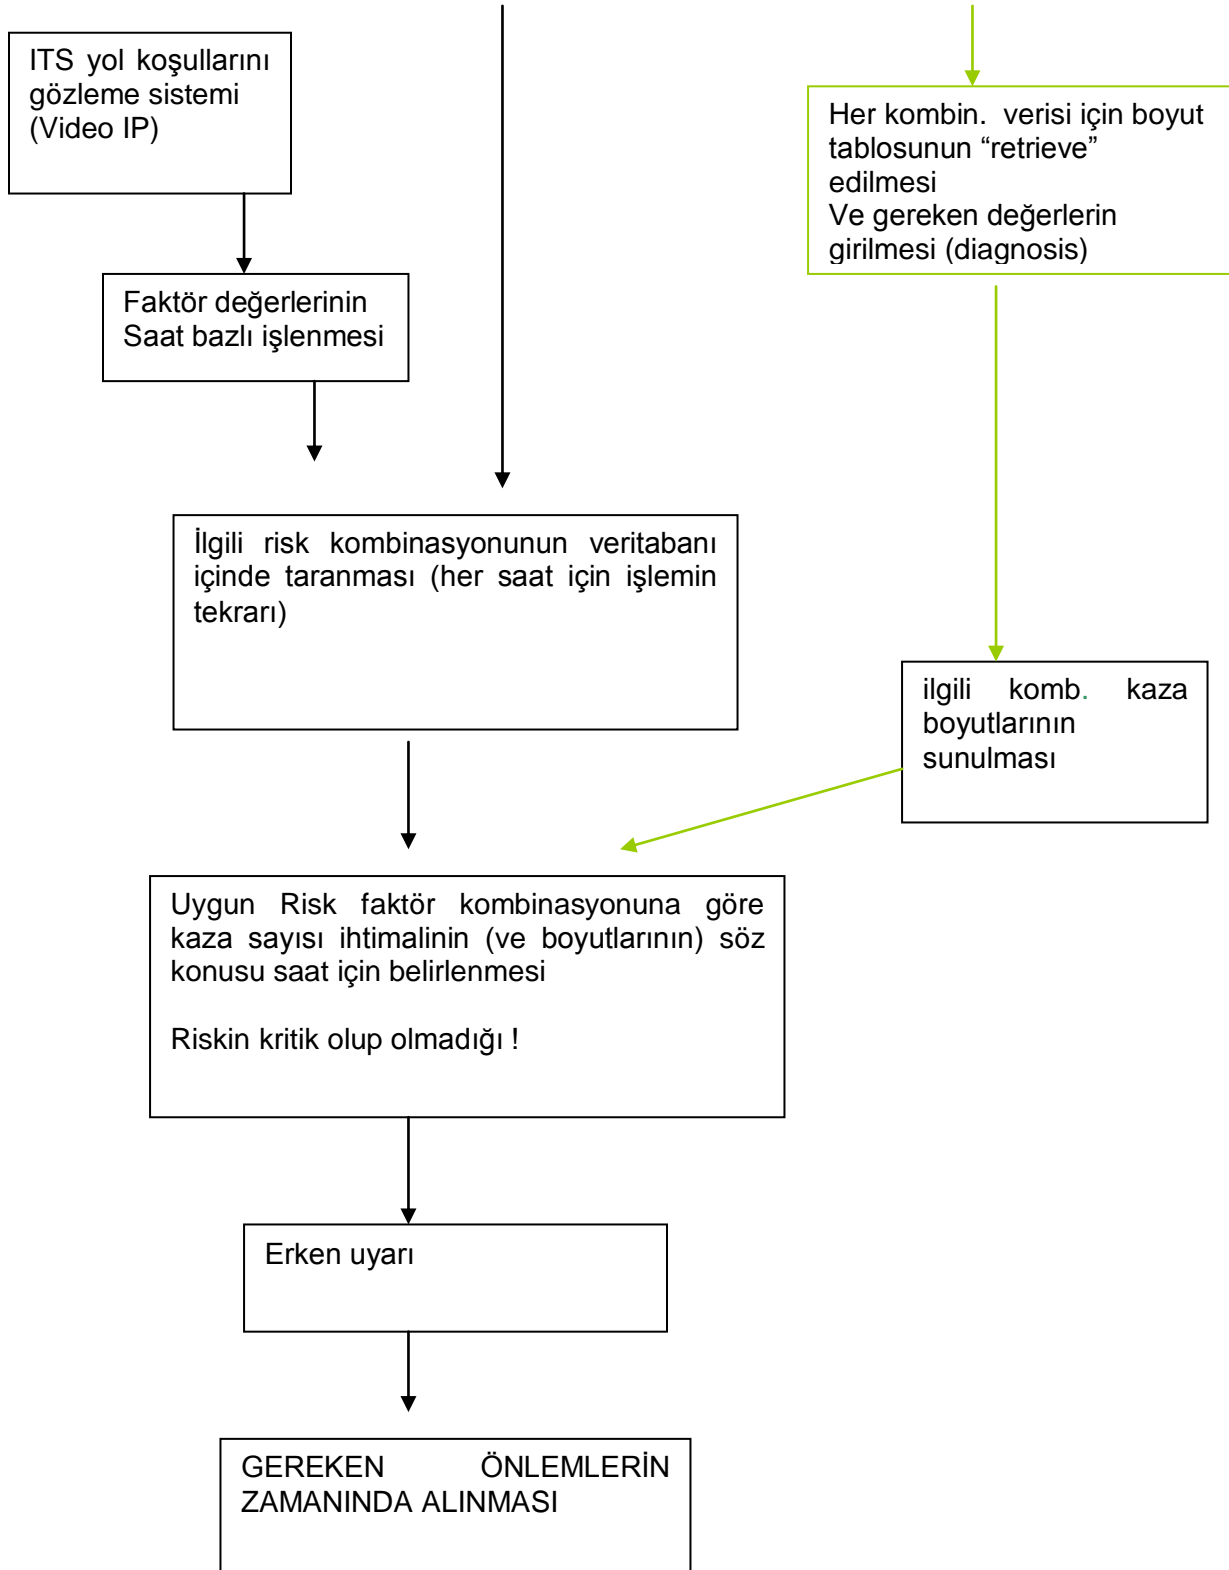 ITS yol koşullarını
gözleme sistemi
(Video IP)
Her kombin. verisi için boyut
tablosunun “retrieve”
edilmesi
Ve gereken değerlerin
girilmesi (diagnosis)
Faktör değerlerinin
Saat bazlı işlenmesi
İlgili risk kombinasyonunun veritabanı
içinde taranması (her saat için işlemin
tekrarı)
ilgili komb. kaza
boyutlarının
sunulması
Uygun Risk faktör kombinasyonuna göre
kaza sayısı ihtimalinin (ve boyutlarının) söz
konusu saat için belirlenmesi
Riskin kritik olup olmadığı !
Erken uyarı
GEREKEN ÖNLEMLERİN
ZAMANINDA ALINMASI